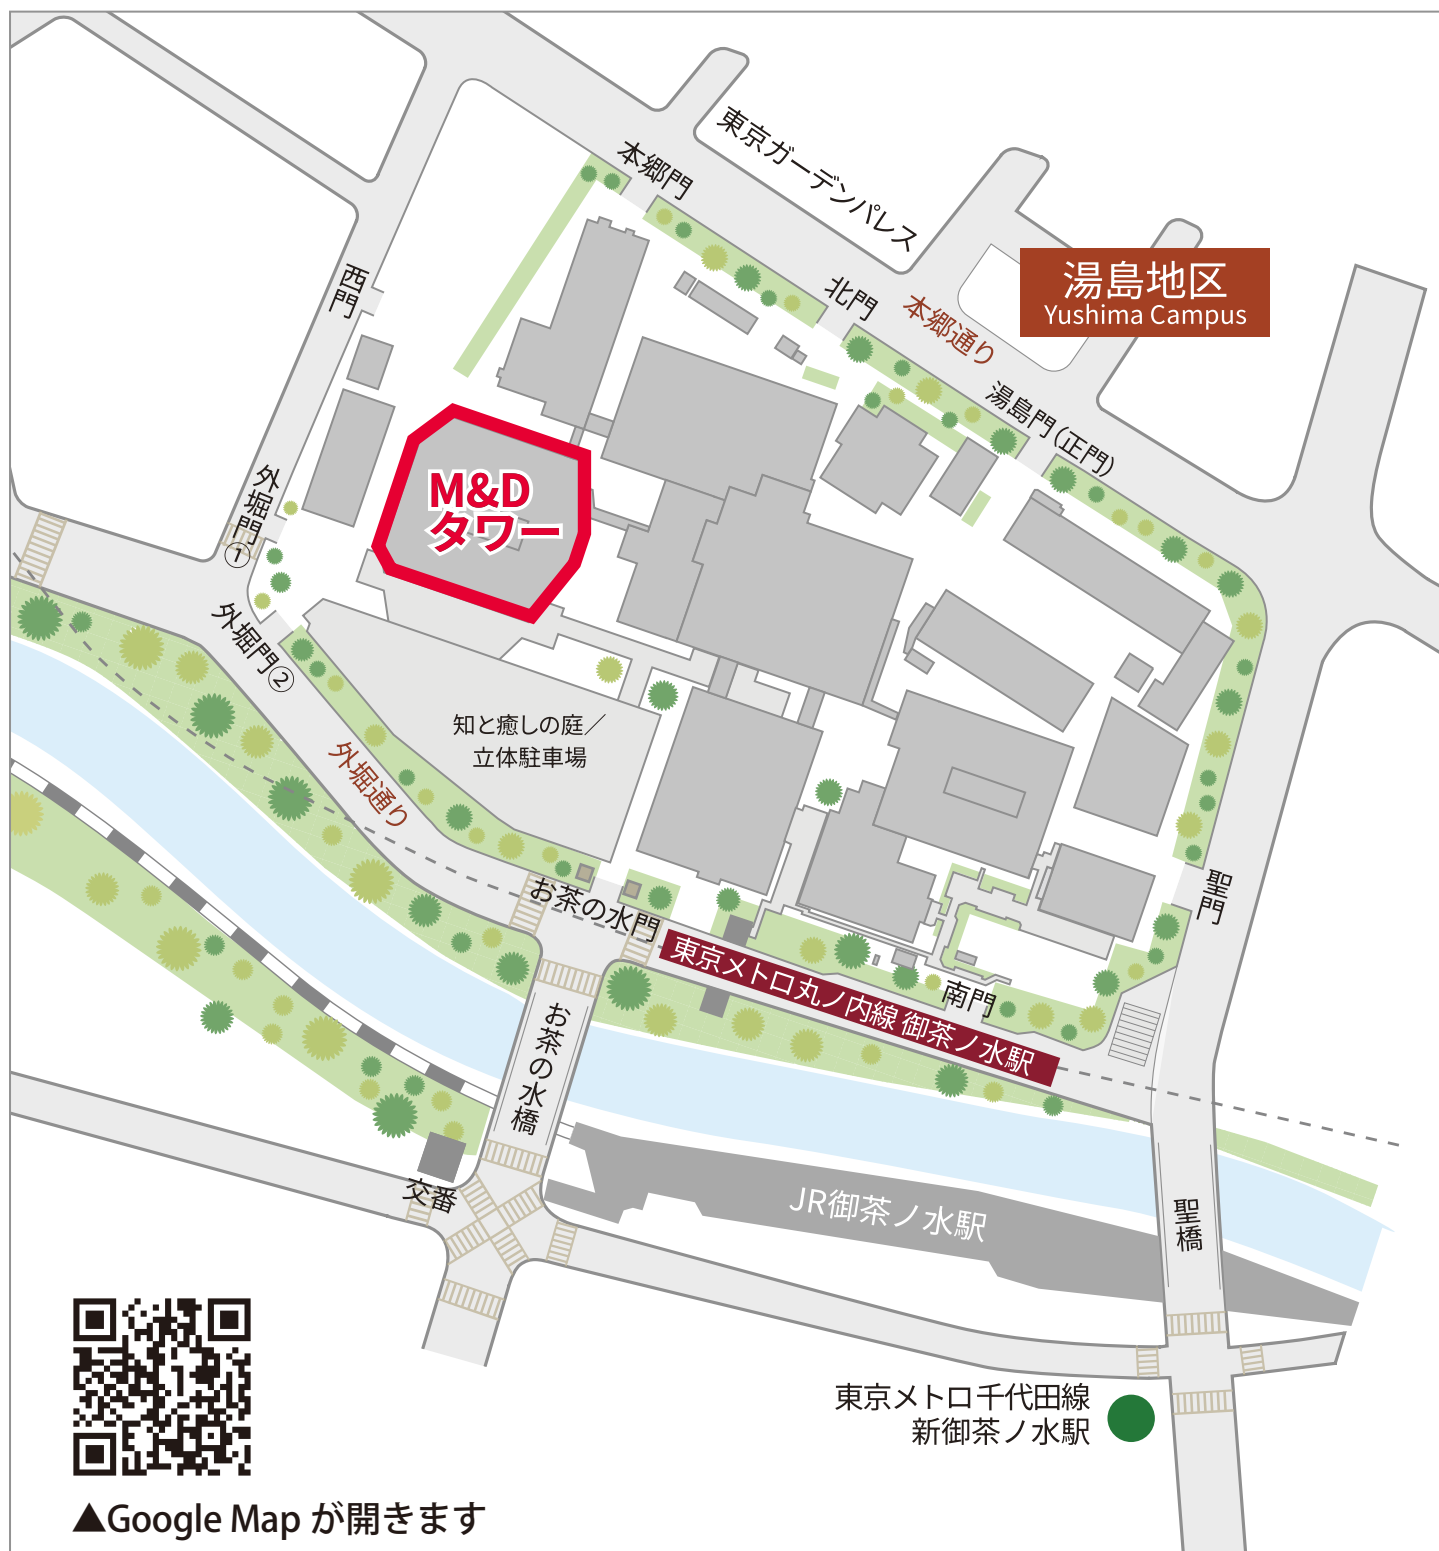 本郷門
東京ガーデンパレス
西門
北門
本郷通り
湯島地区
Yushima Campus
湯島門(正門)
M&D
タワー
外堀門①
外堀門②
知と癒しの庭/
立体駐車場
外堀通り
お茶の水門
聖門
東京メトロ丸ノ内線 御茶ノ水駅
南門
お茶の水橋
交番
JR御茶ノ水駅
聖橋
東京メトロ千代田線
新御茶ノ水駅
▲Google Map が開きます